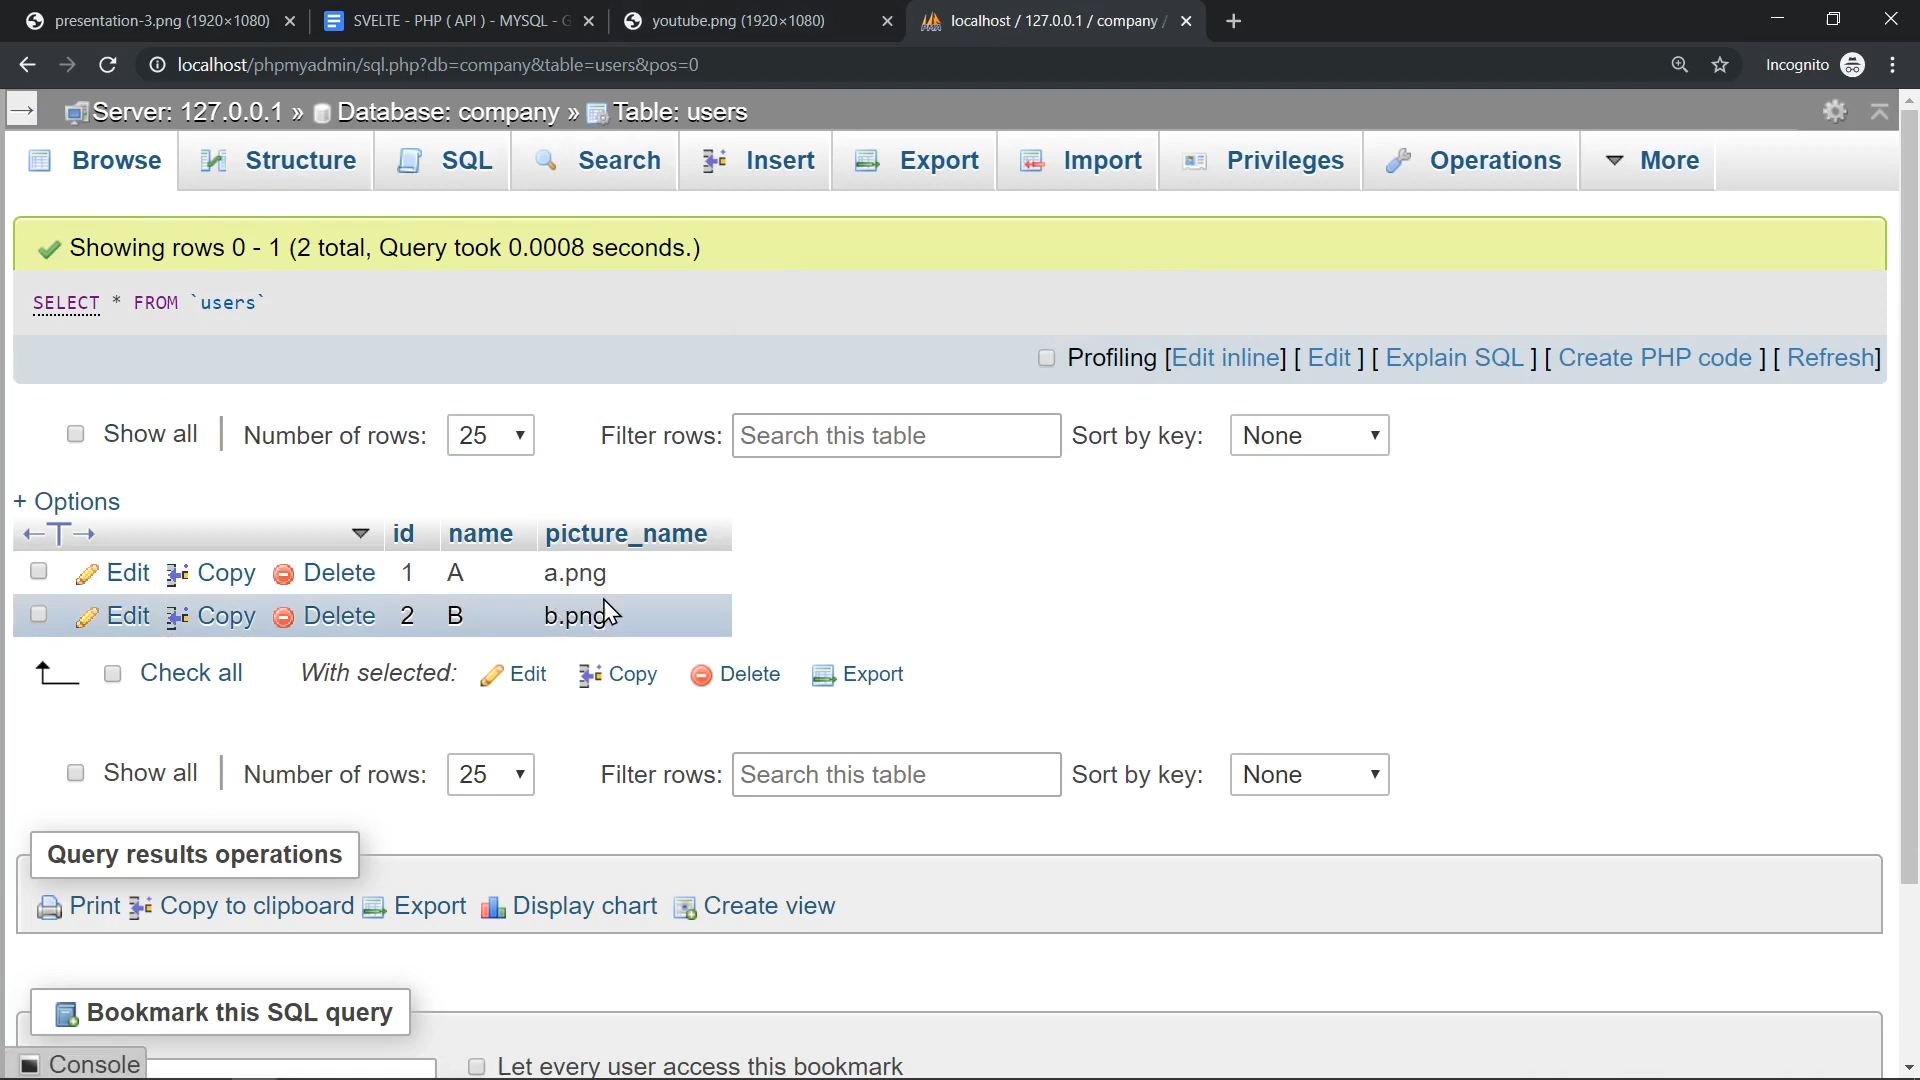 presentation-3.png (1920×1080)
SVELTE - PHP ( API ) - MYSQL - G
youtube.png (1920×1080)
localhost / 127.0.0.1 / company /
localhost/phpmyadmin/sql.php?db=company&table=users&pos=0
Incognito
Server: 127.0.0.1 » Database: company » Table: users
Browse Structure SQL Search Insert Export Import Privileges Operations More
Showing rows 0 - 1 (2 total, Query took 0.0008 seconds.)
SELECT * FROM `users`
Profiling [Edit inline] [ Edit ] [ Explain SQL ] [ Create PHP code ] [ Refresh]
Show all Number of rows: 25 Filter rows: Search this table Sort by key: None
+ Options
←T→ id name picture_name
Edit Copy Delete 1 A a.png
Edit Copy Delete 2 B b.png
Check all With selected: Edit Copy Delete Export
Show all Number of rows: 25 Filter rows: Search this table Sort by key: None
Query results operations
Print Copy to clipboard Export Display chart Create view
Bookmark this SQL query
Console
Let every user access this bookmark